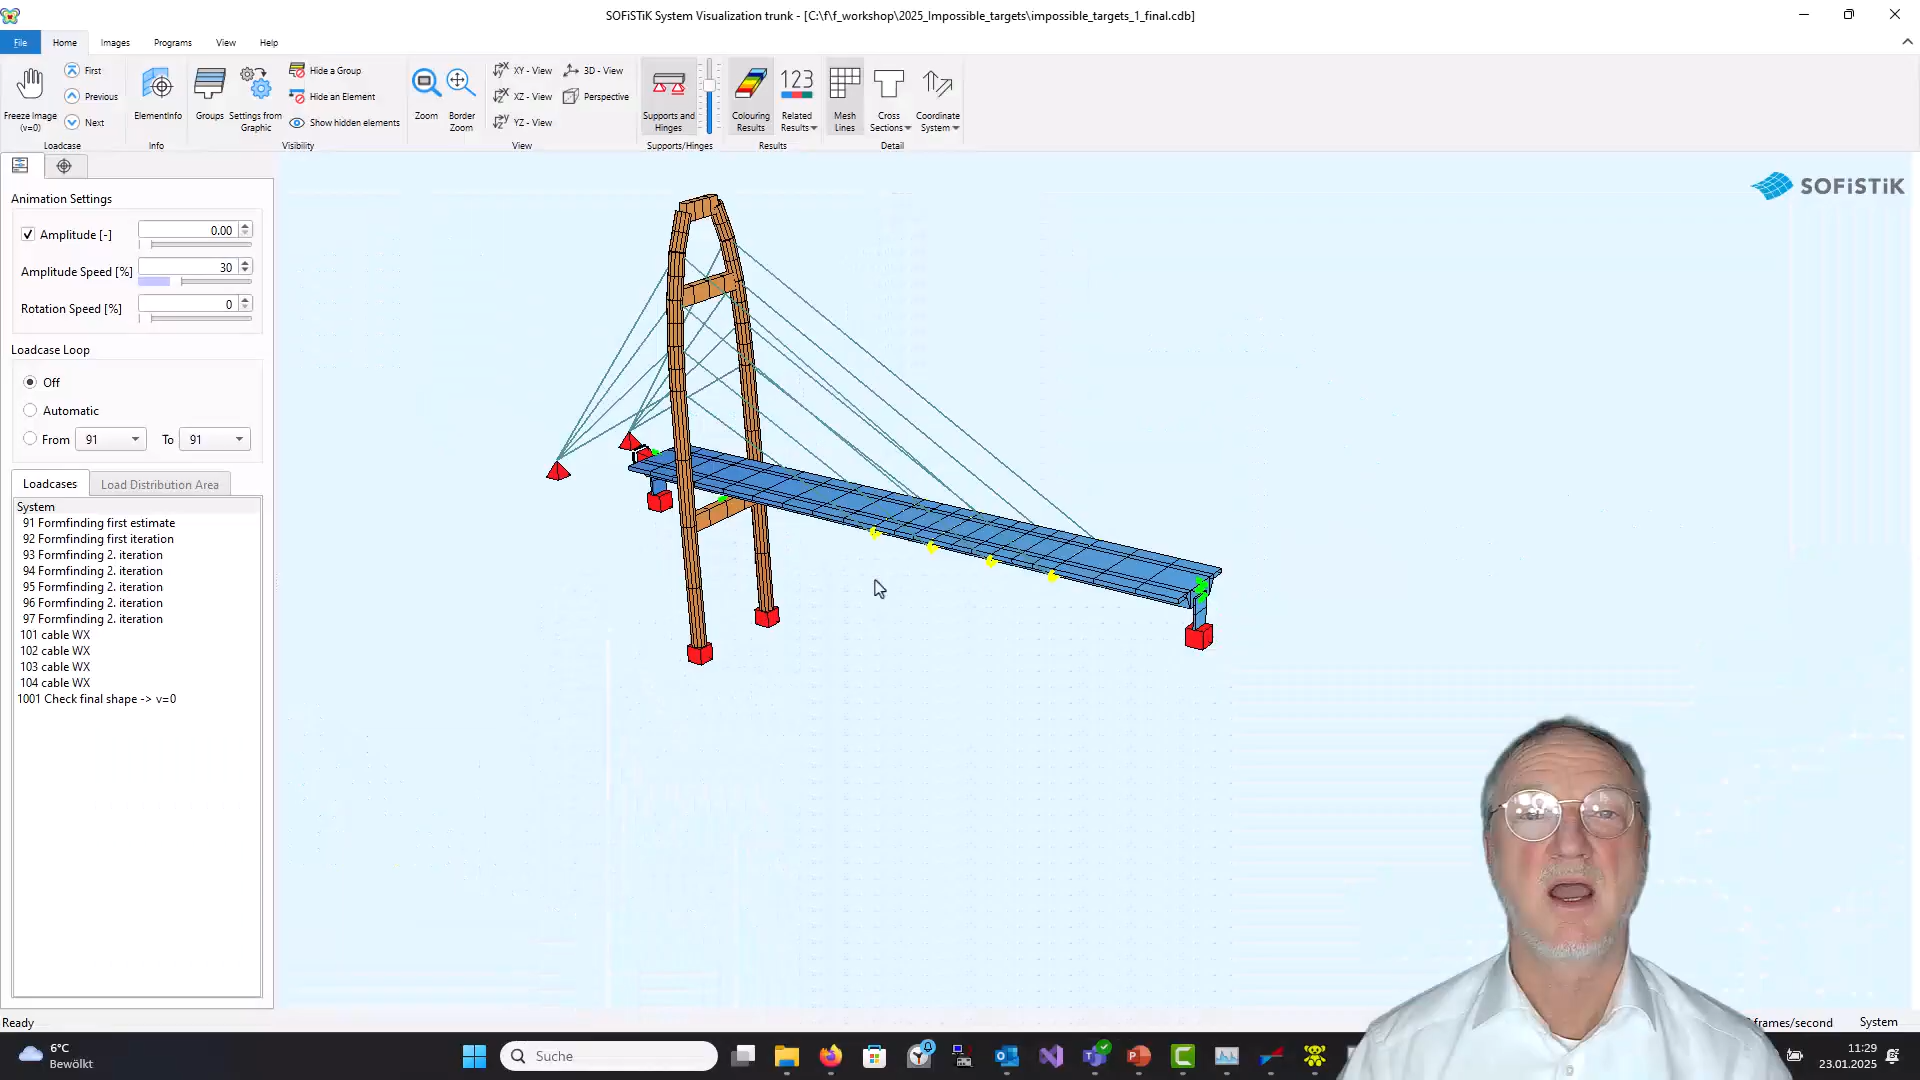 SOFiSTiK System Visualization trunk - [C:\f\f_workshop\2025_Impossible_targets\impossible_targets_1_final.cdb]
File Home Images Programs View Help
Freeze Image (v=0)
First
Previous
Next
Loadcase
ElementInfo
Info
Groups
Settings from Graphic
Hide a Group
Hide an Element
Show hidden elements
Visibility
Zoom
Border Zoom
XY - View
XZ - View
YZ - View
3D - View
Perspective
View
Supports and Hinges
Supports/Hinges
Colouring Results
123
Related Results
Results
Mesh Lines
Cross Sections
Coordinate System
Detail
SOFiSTiK
Animation Settings
Amplitude [-] 0.00
Amplitude Speed [%] 30
Rotation Speed [%] 0
Loadcase Loop
Off
Automatic
From 91 To 91
Loadcases Load Distribution Area
System
91 Formfinding first estimate
92 Formfinding first iteration
93 Formfinding 2. iteration
94 Formfinding 2. iteration
95 Formfinding 2. iteration
96 Formfinding 2. iteration
97 Formfinding 2. iteration
101 cable WX
102 cable WX
103 cable WX
104 cable WX
1001 Check final shape -> v=0
Ready
frames/second System
6°C
Bewölkt
Suche
11:29
23.01.2025